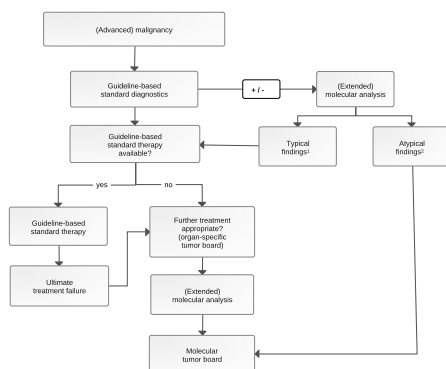 (Advanced) malignancy
Guideline-based
standard diagnostics
+ / -
(Extended)
molecular analysis
Guideline-based
standard therapy
available?
Typical
findings¹
Atypical
findings²
yes
no
Guideline-based
standard therapy
Further treatment
appropriate?
(organ-specific
tumor board)
Ultimate
treatment failure
(Extended)
molecular analysis
Molecular
tumor board